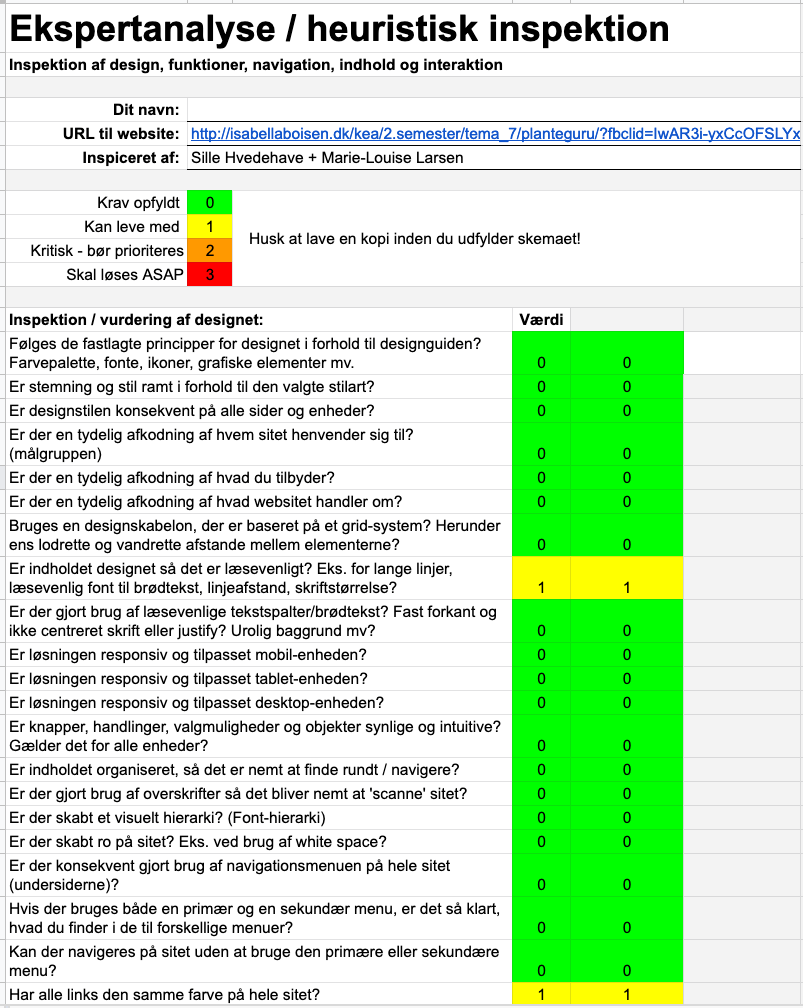 Ekspertanalyse / heuristisk inspektion
Inspektion af design, funktioner, navigation, indhold og interaktion
Dit navn:
URL til website: http://isabellaboisen.dk/kea/2.semester/tema_7/planteguru/?fbclid=IwAR3i-yxCcOFSLYx
Inspiceret af: Sille Hvedehave + Marie-Louise Larsen
Krav opfyldt 0
Kan leve med 1
Husk at lave en kopi inden du udfylder skemaet!
Kritisk - bør prioriteres 2
Skal løses ASAP 3
Inspektion / vurdering af designet: Værdi
Følges de fastlagte principper for designet i forhold til designguiden?
Farvepalette, fonte, ikoner, grafiske elementer mv. 0 0
Er stemning og stil ramt i forhold til den valgte stilart? 0 0
Er designstilen konsekvent på alle sider og enheder? 0 0
Er der en tydelig afkodning af hvem sitet henvender sig til?
(målgruppen) 0 0
Er der en tydelig afkodning af hvad du tilbyder? 0 0
Er der en tydelig afkodning af hvad websitet handler om? 0 0
Bruges en designskabelon, der er baseret på et grid-system? Herunder
ens lodrette og vandrette afstande mellem elementerne? 0 0
Er indholdet designet så det er læsevenligt? Eks. for lange linjer,
læsevenlig font til brødtekst, linjeafstand, skriftstørrelse? 1 1
Er der gjort brug af læsevenlige tekstspalter/brødtekst? Fast forkant og
ikke centreret skrift eller justify? Urolig baggrund mv? 0 0
Er løsningen responsiv og tilpasset mobil-enheden? 0 0
Er løsningen responsiv og tilpasset tablet-enheden? 0 0
Er løsningen responsiv og tilpasset desktop-enheden? 0 0
Er knapper, handlinger, valgmuligheder og objekter synlige og intuitive?
Gælder det for alle enheder? 0 0
Er indholdet organiseret, så det er nemt at finde rundt / navigere? 0 0
Er der gjort brug af overskrifter så det bliver nemt at 'scanne' sitet? 0 0
Er der skabt et visuelt hierarki? (Font-hierarki) 0 0
Er der skabt ro på sitet? Eks. ved brug af white space? 0 0
Er der konsekvent gjort brug af navigationsmenuen på hele sitet
(undersiderne)? 0 0
Hvis der bruges både en primær og en sekundær menu, er det så klart,
hvad du finder i de til forskellige menuer? 0 0
Kan der navigeres på sitet uden at bruge den primære eller sekundære
menu? 0 0
Har alle links den samme farve på hele sitet? 1 1